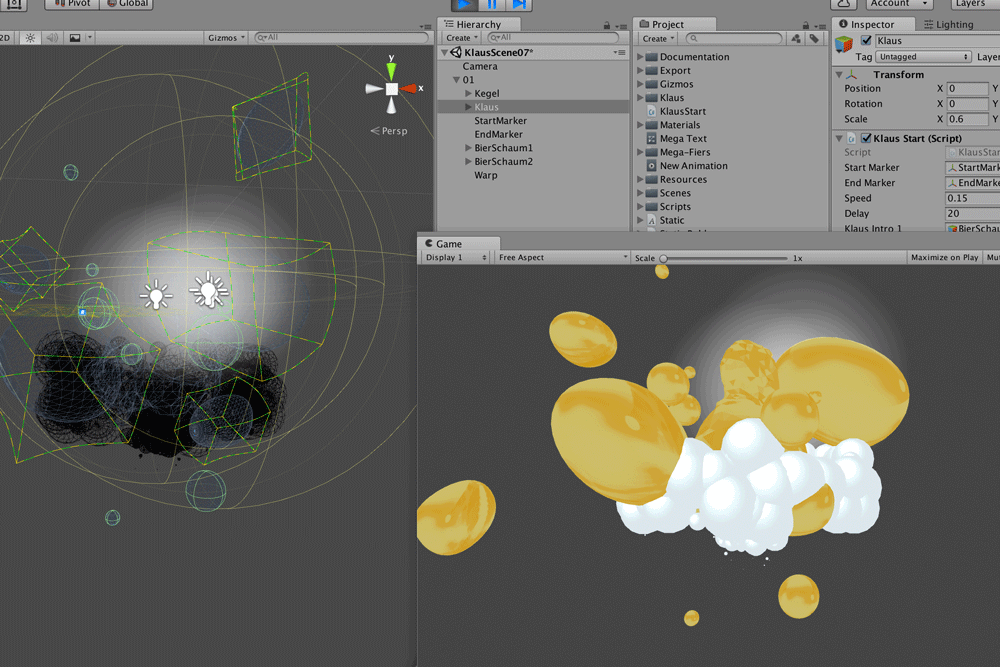 Pivot
Global
Account
Layers
2D
Gizmos
All
Hierarchy
Create
All
KlausScene07*
Camera
01
Kegel
Klaus
StartMarker
EndMarker
BierSchaum1
BierSchaum2
Warp
y
x
Persp
Project
Create
Documentation
Export
Gizmos
Klaus
KlausStart
Materials
Mega Text
Mega-Fiers
New Animation
Resources
Scenes
Scripts
Static
Inspector
Lighting
Klaus
Tag Untagged Layer
Transform
Position X 0 Y
Rotation X 0 Y
Scale X 0.6 Y
Klaus Start (Script)
Script KlausStar
Start Marker StartMark
End Marker EndMarke
Speed 0.15
Delay 20
Klaus Intro 1 BierSchau
Game
Display 1 Free Aspect Scale 1x Maximize on Play Mut